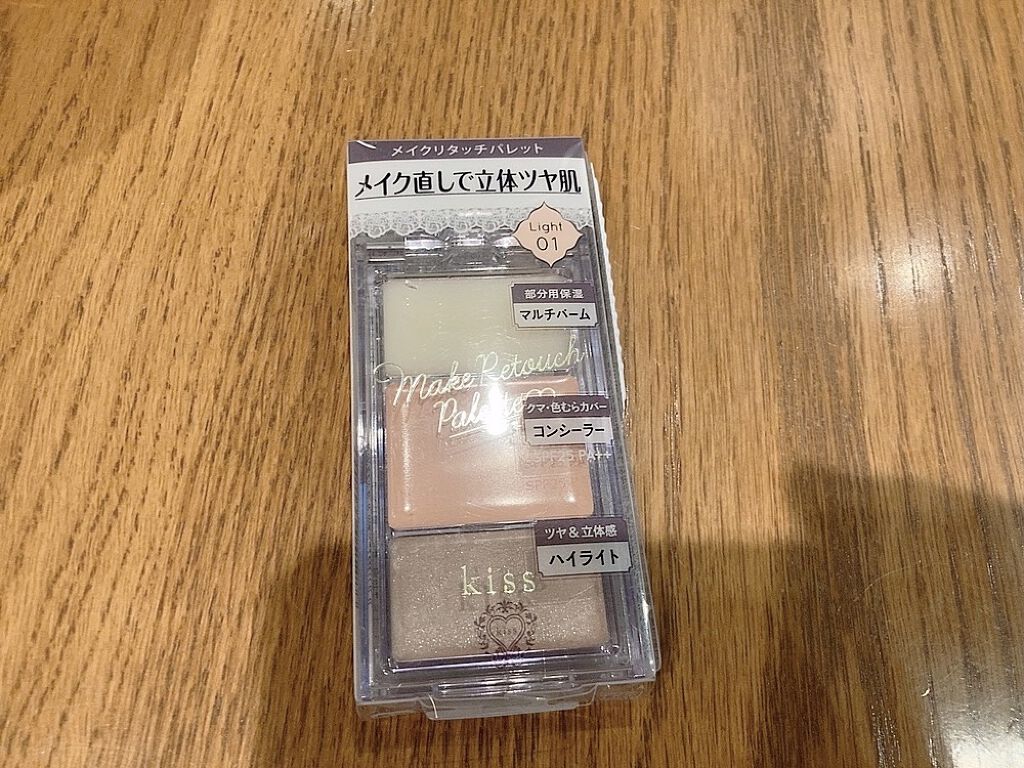 メイクリタッチパレット
メイク直しで立体ツヤ肌
Light
01
部分用保湿
マルチバーム
Make Retouch
Palette
クマ・色むらカバー
コンシーラー
SPF25 PA++
ツヤ&立体感
ハイライト
kiss
kiss